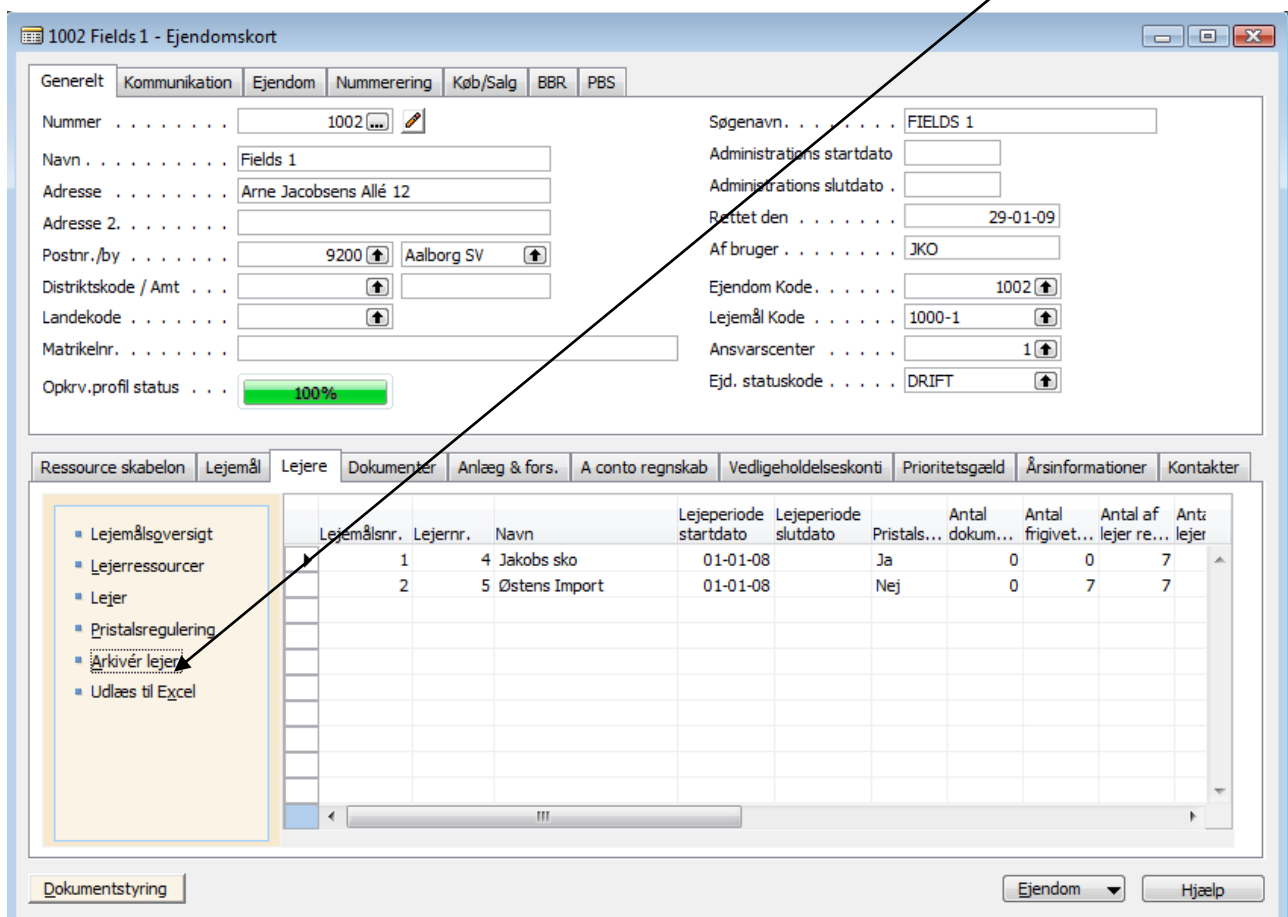 1002 Fields 1 - Ejendomskort
Generelt Kommunikation Ejendom Nummerering Køb/Salg BBR PBS
Nummer . . . . . . . . 1002 ...
Navn . . . . . . . . . . Fields 1
Adresse . . . . . . . . Arne Jacobsens Allé 12
Adresse 2. . . . . . . .
Postnr./by . . . . . . . 9200 Aalborg SV
Distriktskode / Amt . . .
Landekode . . . . . . .
Matrikelnr. . . . . . . .
Opkrv.profil status . . . 100%
Søgenavn. . . . . . . . FIELDS 1
Administrations startdato
Administrations slutdato .
Rettet den . . . . . . . 29-01-09
Af bruger . . . . . . . . JKO
Ejendom Kode. . . . . . 1002
Lejemål Kode . . . . . . 1000-1
Ansvarscenter . . . . . 1
Ejd. statuskode . . . . . DRIFT
Ressource skabelon Lejemål Lejere Dokumenter Anlæg & fors. A conto regnskab Vedligeholdelseskonti Prioritetsgæld Årsinformationer Kontakter
Lejemålsoversigt
Lejerressourcer
Lejer
Pristalsregulering
Arkivér lejer
Udlæs til Excel
Lejeperiode Lejeperiode Antal Antal Antal af Anta
Lejemålsnr. Lejernr. Navn startdato slutdato Pristals... dokum... frigivet... lejer re... lejer
1 4 Jakobs sko 01-01-08 Ja 0 0 7
2 5 Østens Import 01-01-08 Nej 0 7 7
Dokumentstyring Ejendom Hjælp